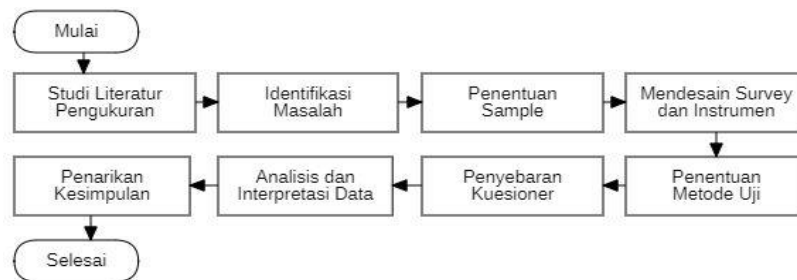 Mulai
Studi Literatur
Pengukuran
Identifikasi
Masalah
Penentuan
Sample
Mendesain Survey
dan Instrumen
Penentuan
Metode Uji
Penyebaran
Kuesioner
Analisis dan
Interpretasi Data
Penarikan
Kesimpulan
Selesai